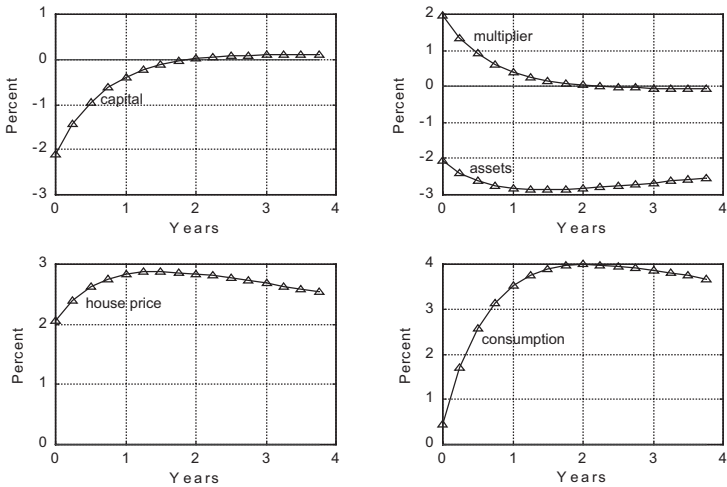 1
0
-1
-2
-3
Percent
capital
0 1 2 3 4
Years
2
1
0
-1
-2
-3
Percent
multiplier
assets
0 1 2 3 4
Years
3
2
1
0
Percent
house price
0 1 2 3 4
Years
4
3
2
1
0
Percent
consumption
0 1 2 3 4
Years